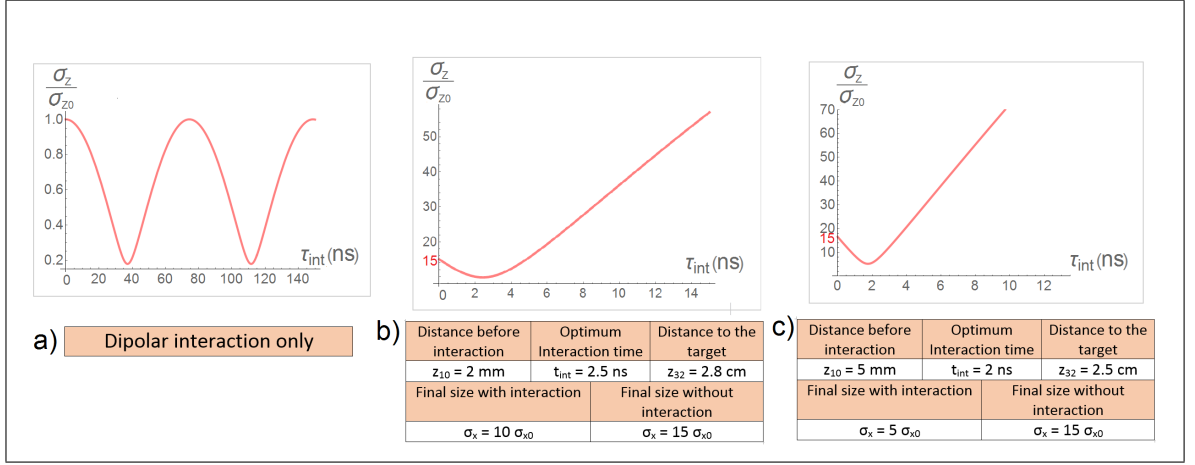 σz
σz0
1.0
0.8
0.6
0.4
0.2
0 20 40 60 80 100 120 140
τint(ns)
a) Dipolar interaction only
σz
σz0
50
40
30
20
15
0 2 4 6 8 10 12 14
τint(ns)
b)
Distance before interaction | Optimum Interaction time | Distance to the target
z10 = 2 mm | tint = 2.5 ns | z32 = 2.8 cm
Final size with interaction | Final size without interaction
σx = 10 σx0 | σx = 15 σx0
σz
σz0
70
60
50
40
30
20
15
10
0 2 4 6 8 10 12
τint(ns)
c)
Distance before interaction | Optimum Interaction time | Distance to the target
z10 = 5 mm | tint = 2 ns | z32 = 2.5 cm
Final size with interaction | Final size without interaction
σx = 5 σx0 | σx = 15 σx0